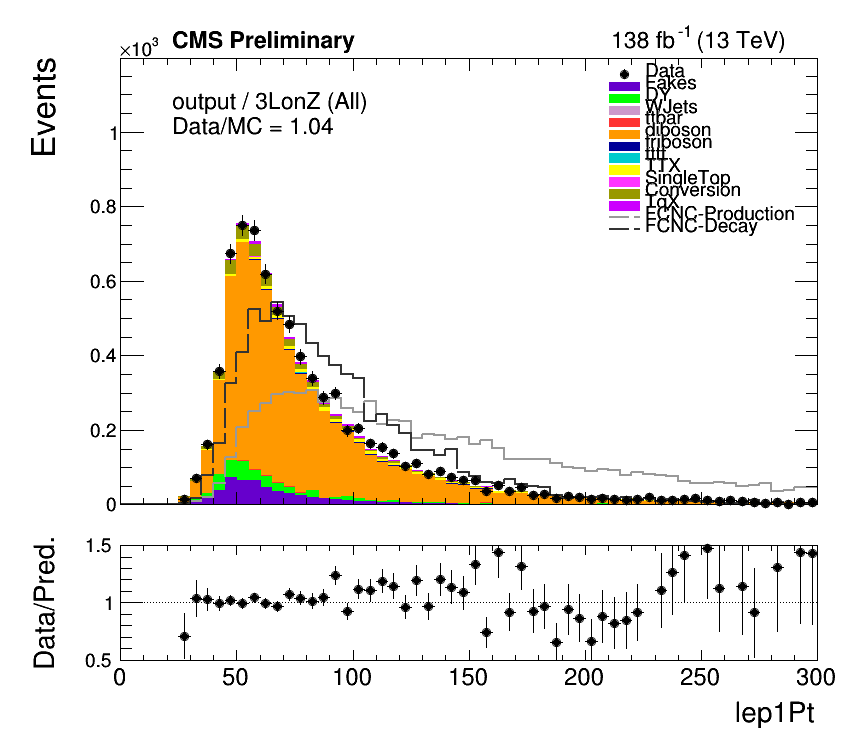 ×10³ CMS Preliminary 138 fb⁻¹ (13 TeV)
Events
output / 3LonZ (All)
Data/MC = 1.04
Data
Fakes
DY
WJets
ttbar
diboson
triboson
tttt
TTX
SingleTop
Conversion
TqX
FCNC-Production
FCNC-Decay
1
0.8
0.6
0.4
0.2
0
Data/Pred.
1.5
1
0.5
0 50 100 150 200 250 300
lep1Pt